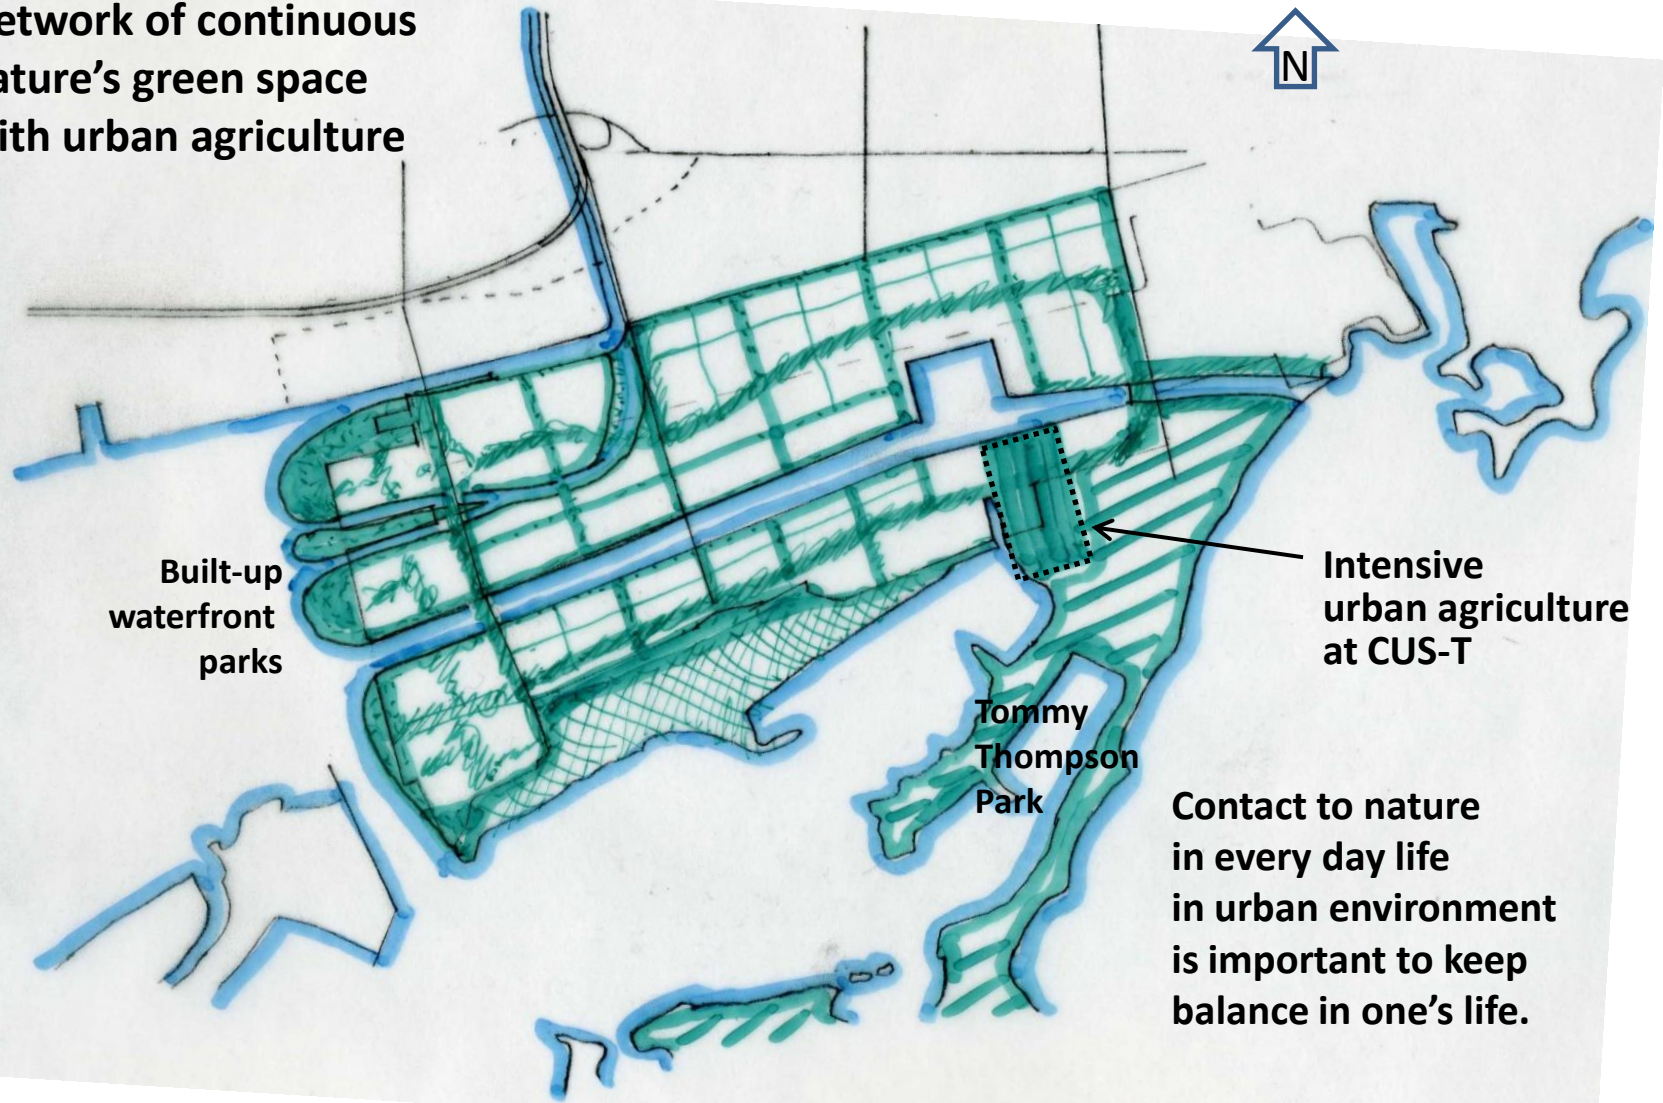 etwork of continuous
ature's green space
ith urban agriculture
N
Built-up
waterfront
parks
Intensive
urban agriculture
at CUS-T
Tommy
Thompson
Park
Contact to nature
in every day life
in urban environment
is important to keep
balance in one's life.